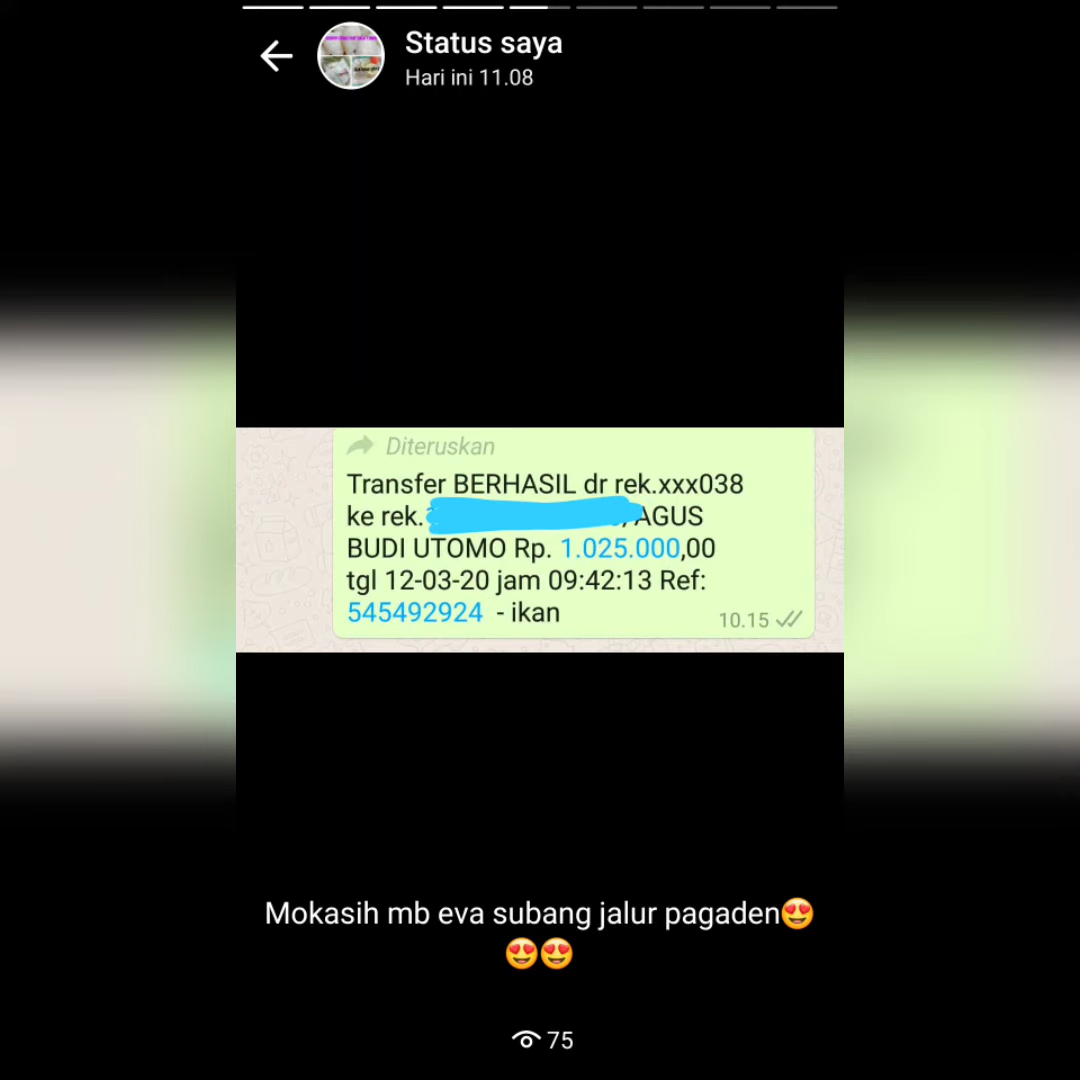 Status saya
Hari ini 11.08
Diteruskan
Transfer BERHASIL dr rek.xxx038
ke rek. AGUS
BUDI UTOMO Rp. 1.025.000,00
tgl 12-03-20 jam 09:42:13 Ref:
545492924 - ikan
10.15
Mokasih mb eva subang jalur pagaden😍
😍😍
75